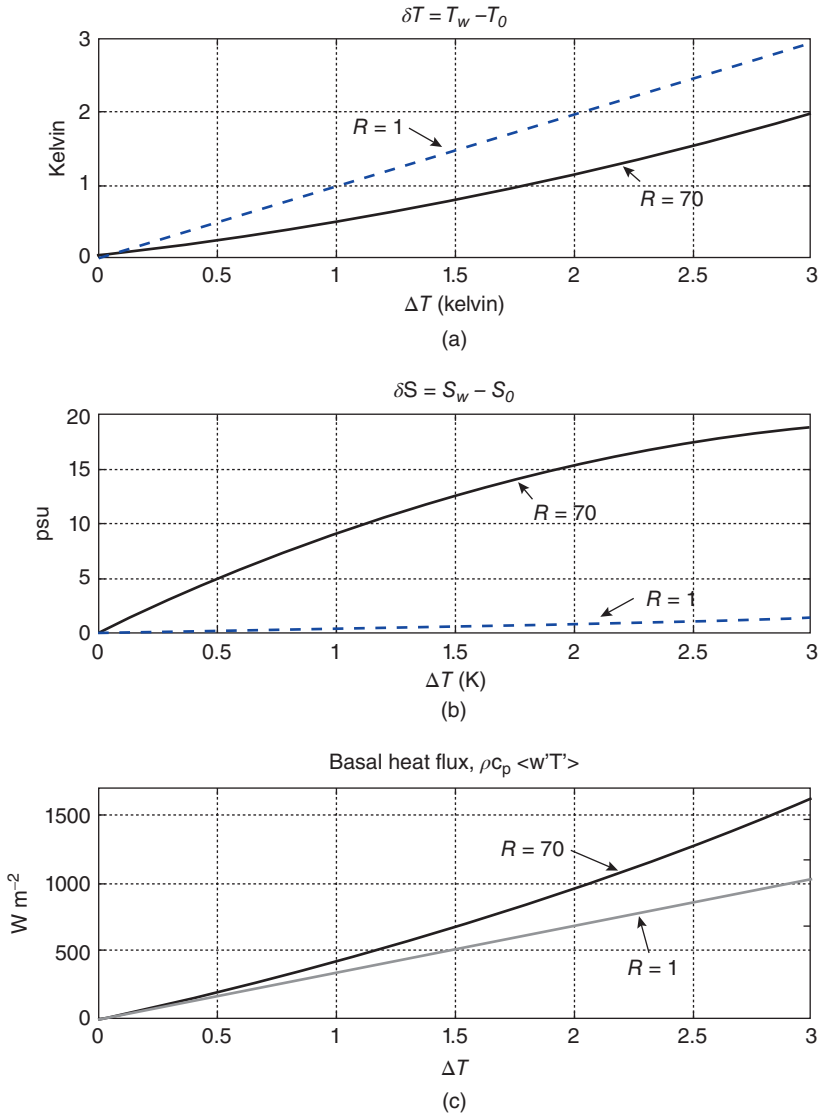 δT = T_w – T_0
Kelvin
3
2
1
0
R = 1
R = 70
0 0.5 1 1.5 2 2.5 3
ΔT (kelvin)
(a)
δS = S_w – S_0
psu
20
15
10
5
0
R = 70
R = 1
0 0.5 1 1.5 2 2.5 3
ΔT (K)
(b)
Basal heat flux, ρc_p <w'T'>
W m⁻²
1500
1000
500
0
R = 70
R = 1
0 0.5 1 1.5 2 2.5 3
ΔT
(c)